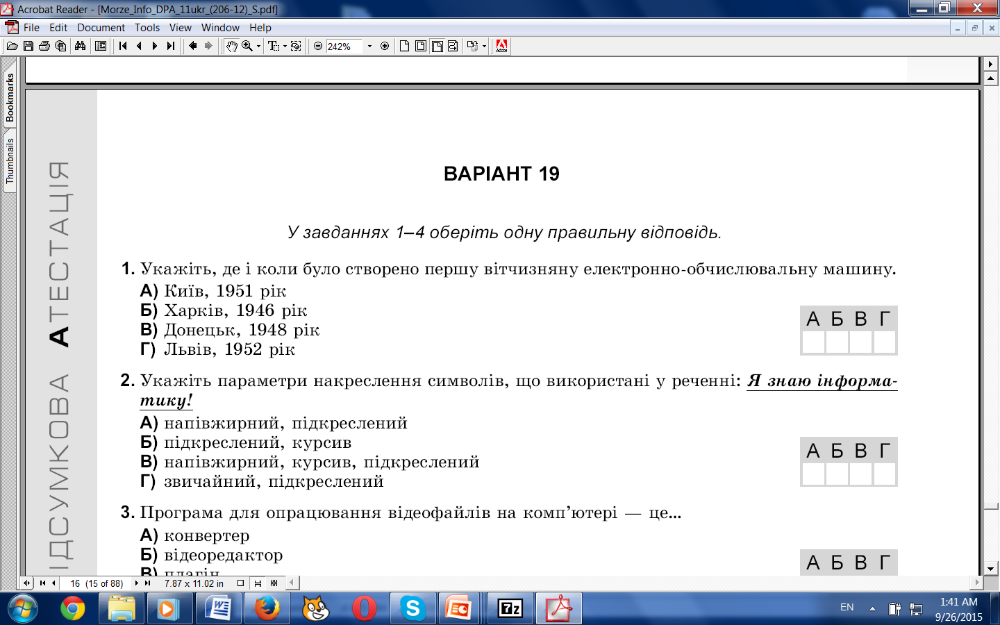 Acrobat Reader - [Morze_Info_DPA_11ukr_(206-12)_S.pdf]
File Edit Document Tools View Window Help
242%
Bookmarks
Thumbnails
ІДСУМКОВА АТЕСТАЦІЯ
ВАРІАНТ 19
У завданнях 1–4 оберіть одну правильну відповідь.
1. Укажіть, де і коли було створено першу вітчизняну електронно-обчислювальну машину.
А) Київ, 1951 рік
Б) Харків, 1946 рік
В) Донецьк, 1948 рік
Г) Львів, 1952 рік
А Б В Г
2. Укажіть параметри накреслення символів, що використані у реченні: Я знаю інформа-
тику!
А) напівжирний, підкреслений
Б) підкреслений, курсив
В) напівжирний, курсив, підкреслений
Г) звичайний, підкреслений
А Б В Г
3. Програма для опрацювання відеофайлів на комп’ютері — це...
А) конвертер
Б) відеоредактор
В) плагін
А Б В Г
16 (15 of 88) 7.87 x 11.02 in
EN
1:41 AM
9/26/2015